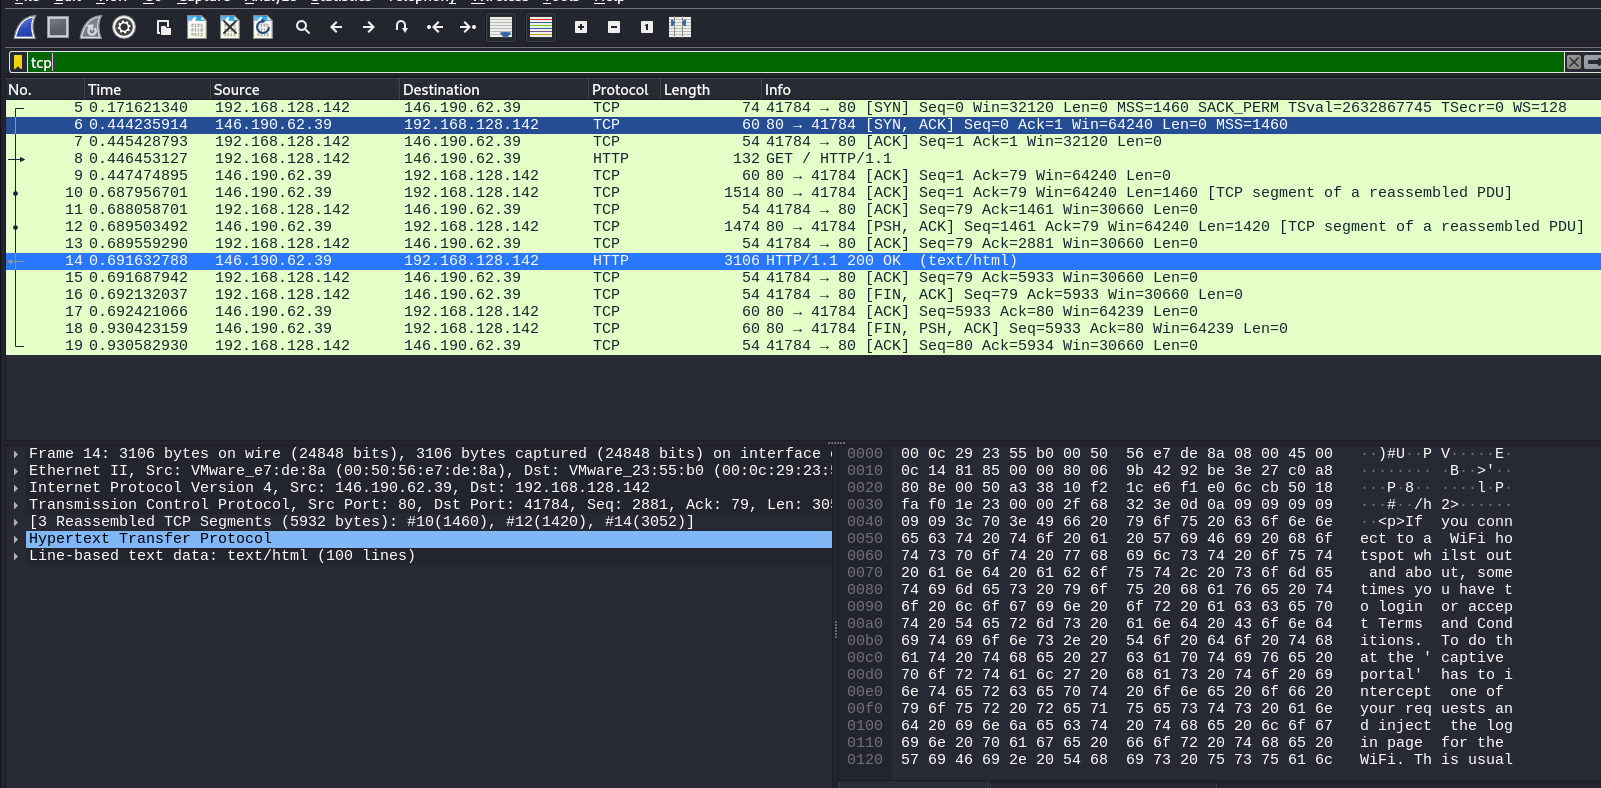 tcp
No. Time Source Destination Protocol Length Info
5 0.171621340 192.168.128.142 146.190.62.39 TCP 74 41784 → 80 [SYN] Seq=0 Win=32120 Len=0 MSS=1460 SACK_PERM TSval=2632867745 TSecr=0 WS=128
6 0.444235914 146.190.62.39 192.168.128.142 TCP 60 80 → 41784 [SYN, ACK] Seq=0 Ack=1 Win=64240 Len=0 MSS=1460
7 0.445428793 192.168.128.142 146.190.62.39 TCP 54 41784 → 80 [ACK] Seq=1 Ack=1 Win=32120 Len=0
8 0.446453127 192.168.128.142 146.190.62.39 HTTP 132 GET / HTTP/1.1
9 0.447474895 146.190.62.39 192.168.128.142 TCP 60 80 → 41784 [ACK] Seq=1 Ack=79 Win=64240 Len=0
10 0.687956701 146.190.62.39 192.168.128.142 TCP 1514 80 → 41784 [ACK] Seq=1 Ack=79 Win=64240 Len=1460 [TCP segment of a reassembled PDU]
11 0.688058701 192.168.128.142 146.190.62.39 TCP 54 41784 → 80 [ACK] Seq=79 Ack=1461 Win=30660 Len=0
12 0.689503492 146.190.62.39 192.168.128.142 TCP 1474 80 → 41784 [PSH, ACK] Seq=1461 Ack=79 Win=64240 Len=1420 [TCP segment of a reassembled PDU]
13 0.689559290 192.168.128.142 146.190.62.39 TCP 54 41784 → 80 [ACK] Seq=79 Ack=2881 Win=30660 Len=0
14 0.691632788 146.190.62.39 192.168.128.142 HTTP 3106 HTTP/1.1 200 OK (text/html)
15 0.691687942 192.168.128.142 146.190.62.39 TCP 54 41784 → 80 [ACK] Seq=79 Ack=5933 Win=30660 Len=0
16 0.692132037 192.168.128.142 146.190.62.39 TCP 54 41784 → 80 [FIN, ACK] Seq=79 Ack=5933 Win=30660 Len=0
17 0.692421066 146.190.62.39 192.168.128.142 TCP 60 80 → 41784 [ACK] Seq=5933 Ack=80 Win=64239 Len=0
18 0.930423159 146.190.62.39 192.168.128.142 TCP 60 80 → 41784 [FIN, PSH, ACK] Seq=5933 Ack=80 Win=64239 Len=0
19 0.930582930 192.168.128.142 146.190.62.39 TCP 54 41784 → 80 [ACK] Seq=80 Ack=5934 Win=30660 Len=0
Frame 14: 3106 bytes on wire (24848 bits), 3106 bytes captured (24848 bits) on interface
Ethernet II, Src: VMware_e7:de:8a (00:50:56:e7:de:8a), Dst: VMware_23:55:b0 (00:0c:29:23:
Internet Protocol Version 4, Src: 146.190.62.39, Dst: 192.168.128.142
Transmission Control Protocol, Src Port: 80, Dst Port: 41784, Seq: 2881, Ack: 79, Len: 305
[3 Reassembled TCP Segments (5932 bytes): #10(1460), #12(1420), #14(3052)]
Hypertext Transfer Protocol
Line-based text data: text/html (100 lines)
0000 00 0c 29 23 55 b0 00 50 56 e7 de 8a 08 00 45 00 ··)#U··P V·····E·
0010 0c 14 81 85 00 00 80 06 9b 42 92 be 3e 27 c0 a8 ········ ·B··>'··
0020 80 8e 00 50 a3 38 10 f2 1c e6 f1 e0 6c cb 50 18 ···P·8·· ····l·P·
0030 fa f0 1e 23 00 00 2f 68 32 3e 0d 0a 09 09 09 09 ···#··/h 2>······
0040 09 09 3c 70 3e 49 66 20 79 6f 75 20 63 6f 6e 6e ··<p>If you conn
0050 65 63 74 20 74 6f 20 61 20 57 69 46 69 20 68 6f ect to a WiFi ho
0060 74 73 70 6f 74 20 77 68 69 6c 73 74 20 6f 75 74 tspot wh ilst out
0070 20 61 6e 64 20 61 62 6f 75 74 2c 20 73 6f 6d 65 and abo ut, some
0080 74 69 6d 65 73 20 79 6f 75 20 68 61 76 65 20 74 times yo u have t
0090 6f 20 6c 6f 67 69 6e 20 6f 72 20 61 63 63 65 70 o login or accep
00a0 74 20 54 65 72 6d 73 20 61 6e 64 20 43 6f 6e 64 t Terms and Cond
00b0 69 74 69 6f 6e 73 2e 20 54 6f 20 64 6f 20 74 68 itions. To do th
00c0 61 74 20 74 68 65 20 27 63 61 70 74 69 76 65 20 at the ' captive
00d0 70 6f 72 74 61 6c 27 20 68 61 73 20 74 6f 20 69 portal' has to i
00e0 6e 74 65 72 63 65 70 74 20 6f 6e 65 20 6f 66 20 ntercept one of
00f0 79 6f 75 72 20 72 65 71 75 65 73 74 73 20 61 6e your req uests an
0100 64 20 69 6e 6a 65 63 74 20 74 68 65 20 6c 6f 67 d inject the log
0110 69 6e 20 70 61 67 65 20 66 6f 72 20 74 68 65 20 in page for the
0120 57 69 46 69 2e 20 54 68 69 73 20 75 73 75 61 6c WiFi. Th is usual